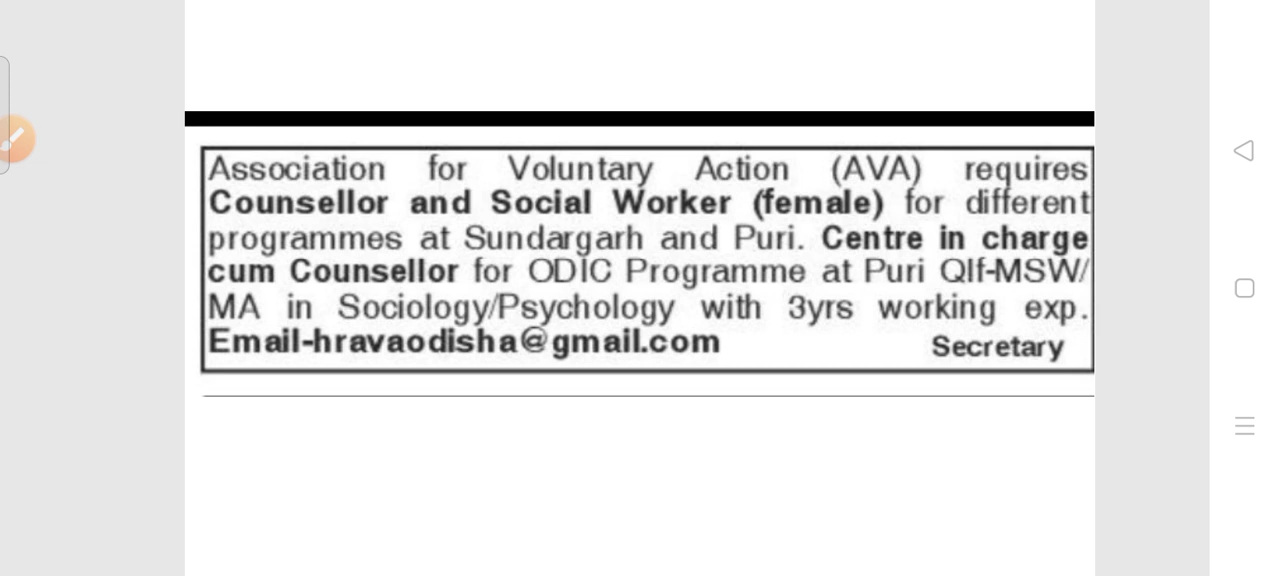 Association for Voluntary Action (AVA) requires
Counsellor and Social Worker (female) for different
programmes at Sundargarh and Puri. Centre in charge
cum Counsellor for ODIC Programme at Puri Qlf-MSW/
MA in Sociology/Psychology with 3yrs working exp.
Email-hravaodisha@gmail.com Secretary